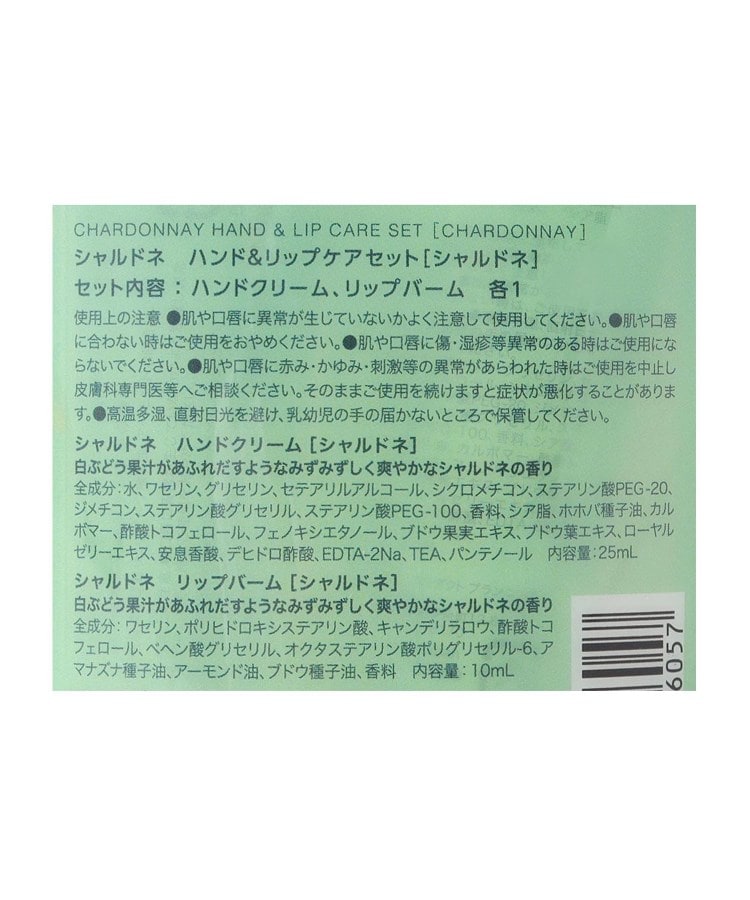 CHARDONNAY HAND & LIP CARE SET [CHARDONNAY]
シャルドネ　ハンド&リップケアセット[シャルドネ]
セット内容：ハンドクリーム、リップバーム　各1
使用上の注意 ●肌や口唇に異常が生じていないかよく注意して使用してください。●肌や口唇
に合わない時はご使用をおやめください。●肌や口唇に傷・湿疹等異常のある時はご使用にな
らないでください。●肌や口唇に赤み・かゆみ・刺激等の異常があらわれた時はご使用を中止し
皮膚科専門医等へご相談ください。そのままご使用を続けますと症状が悪化することがありま
す。●高温多湿、直射日光を避け、乳幼児の手の届かないところで保管してください。
シャルドネ　ハンドクリーム [シャルドネ]
白ぶどう果汁があふれだすようなみずみずしく爽やかなシャルドネの香り
全成分：水、ワセリン、グリセリン、セテアリルアルコール、シクロメチコン、ステアリン酸PEG-20、
ジメチコン、ステアリン酸グリセリル、ステアリン酸PEG-100、香料、シア脂、ホホバ種子油、カル
ボマー、酢酸トコフェロール、フェノキシエタノール、ブドウ果実エキス、ブドウ葉エキス、ローヤル
ゼリーエキス、安息香酸、デヒドロ酢酸、EDTA-2Na、TEA、パンテノール　内容量：25mL
シャルドネ　リップバーム [シャルドネ]
白ぶどう果汁があふれだすようなみずみずしく爽やかなシャルドネの香り
全成分：ワセリン、ポリヒドロキシステアリン酸、キャンデリラロウ、酢酸トコ
フェロール、ベヘン酸グリセリル、オクタステアリン酸ポリグリセリル-6、ア
マナズナ種子油、アーモンド油、ブドウ種子油、香料　内容量：10mL
6057